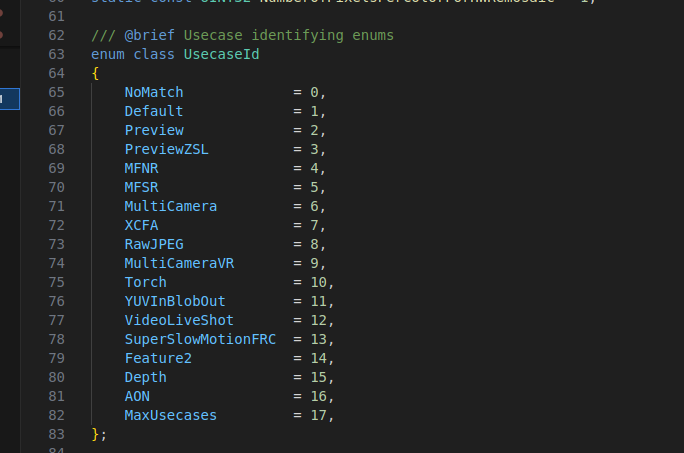 61
62 /// @brief Usecase identifying enums
63 enum class UsecaseId
64 {
65 NoMatch = 0,
66 Default = 1,
67 Preview = 2,
68 PreviewZSL = 3,
69 MFNR = 4,
70 MFSR = 5,
71 MultiCamera = 6,
72 XCFA = 7,
73 RawJPEG = 8,
74 MultiCameraVR = 9,
75 Torch = 10,
76 YUVInBlobOut = 11,
77 VideoLiveShot = 12,
78 SuperSlowMotionFRC = 13,
79 Feature2 = 14,
80 Depth = 15,
81 AON = 16,
82 MaxUsecases = 17,
83 };